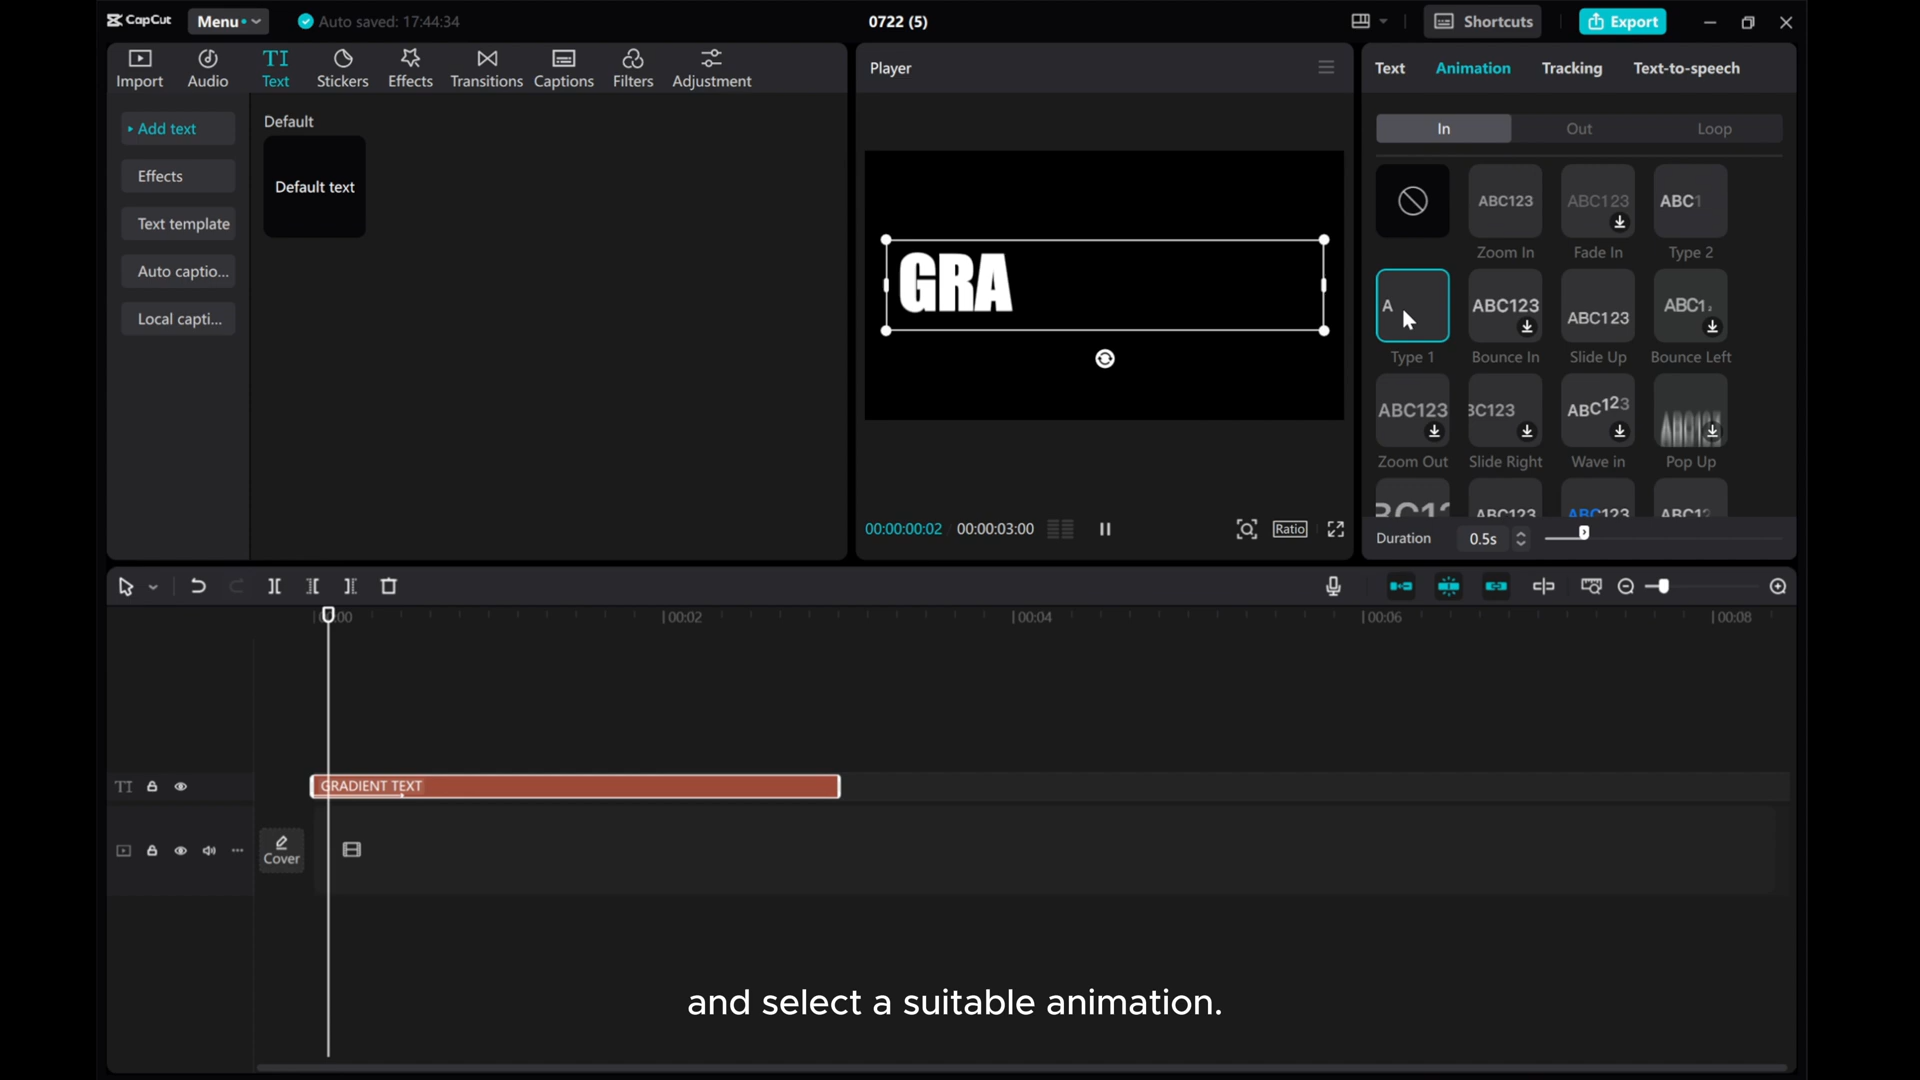 CapCut
Menu
Auto saved: 17:44:34
0722 (5)
Shortcuts
Export
Import
Audio
TI
Text
Stickers
Effects
Transitions
Captions
Filters
Adjustment
Add text
Effects
Text template
Auto captio...
Local capti...
Default
Default text
Player
GRA
00:00:00:02
00:00:03:00
Ratio
Text
Animation
Tracking
Text-to-speech
In
Out
Loop
ABC123
Zoom In
ABC123
Fade In
ABC1
Type 2
A
Type 1
ABC123
Bounce In
ABC123
Slide Up
ABC12
Bounce Left
ABC123
Zoom Out
3C123
Slide Right
ABC123
Wave in
ABC123
Pop Up
BC12
ABC123
ABC123
ABC12
Duration
0.5s
00:02
00:04
00:06
00:08
TI
GRADIENT TEXT
Cover
and select a suitable animation.